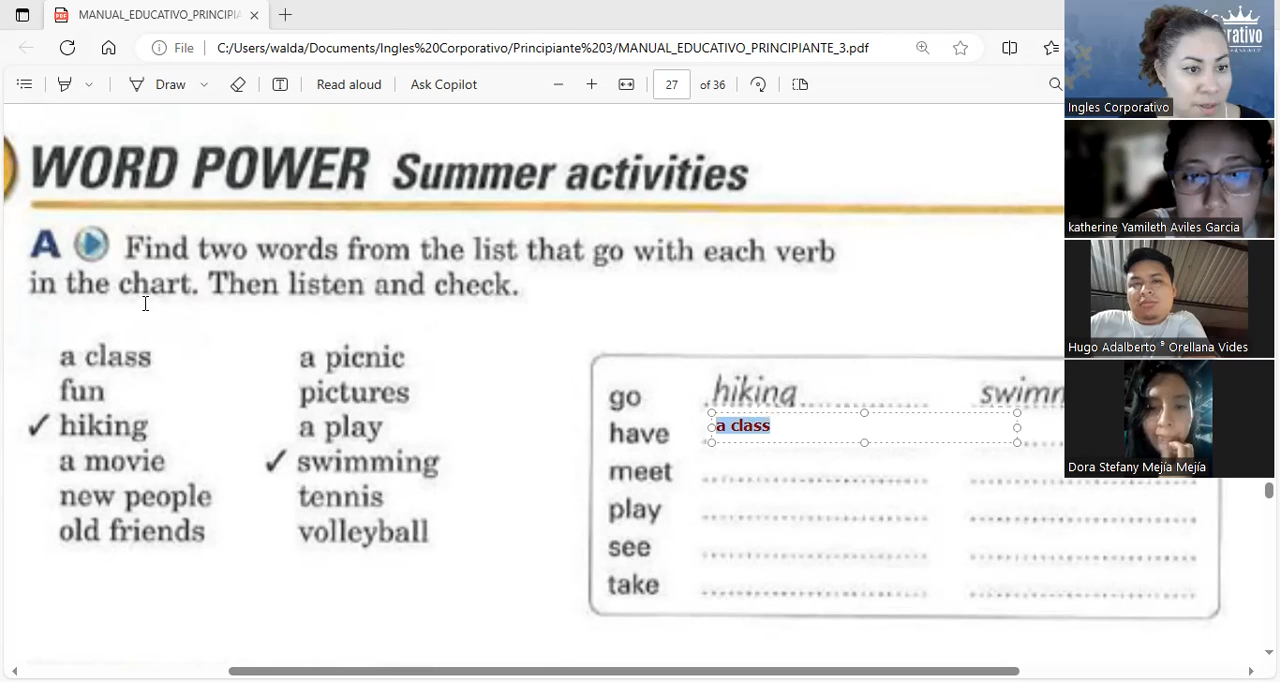 MANUAL_EDUCATIVO_PRINCIPIA
File
C:/Users/walda/Documents/Ingles%20Corporativo/Principante%203/MANUAL_EDUCATIVO_PRINCIPIANTE_3.pdf
Draw
Read aloud
Ask Copilot
27 of 36
WORD POWER Summer activities
A Find two words from the list that go with each verb
in the chart. Then listen and check.
a class
fun
✓ hiking
a movie
new people
old friends
a picnic
pictures
a play
✓ swimming
tennis
volleyball
go hiking swimm
have a class
meet
play
see
take
Ingles Corporativo
katherine Yamileth Aviles Garcia
Hugo Adalberto ° Orellana Vides
Dora Stefany Mejía Mejía